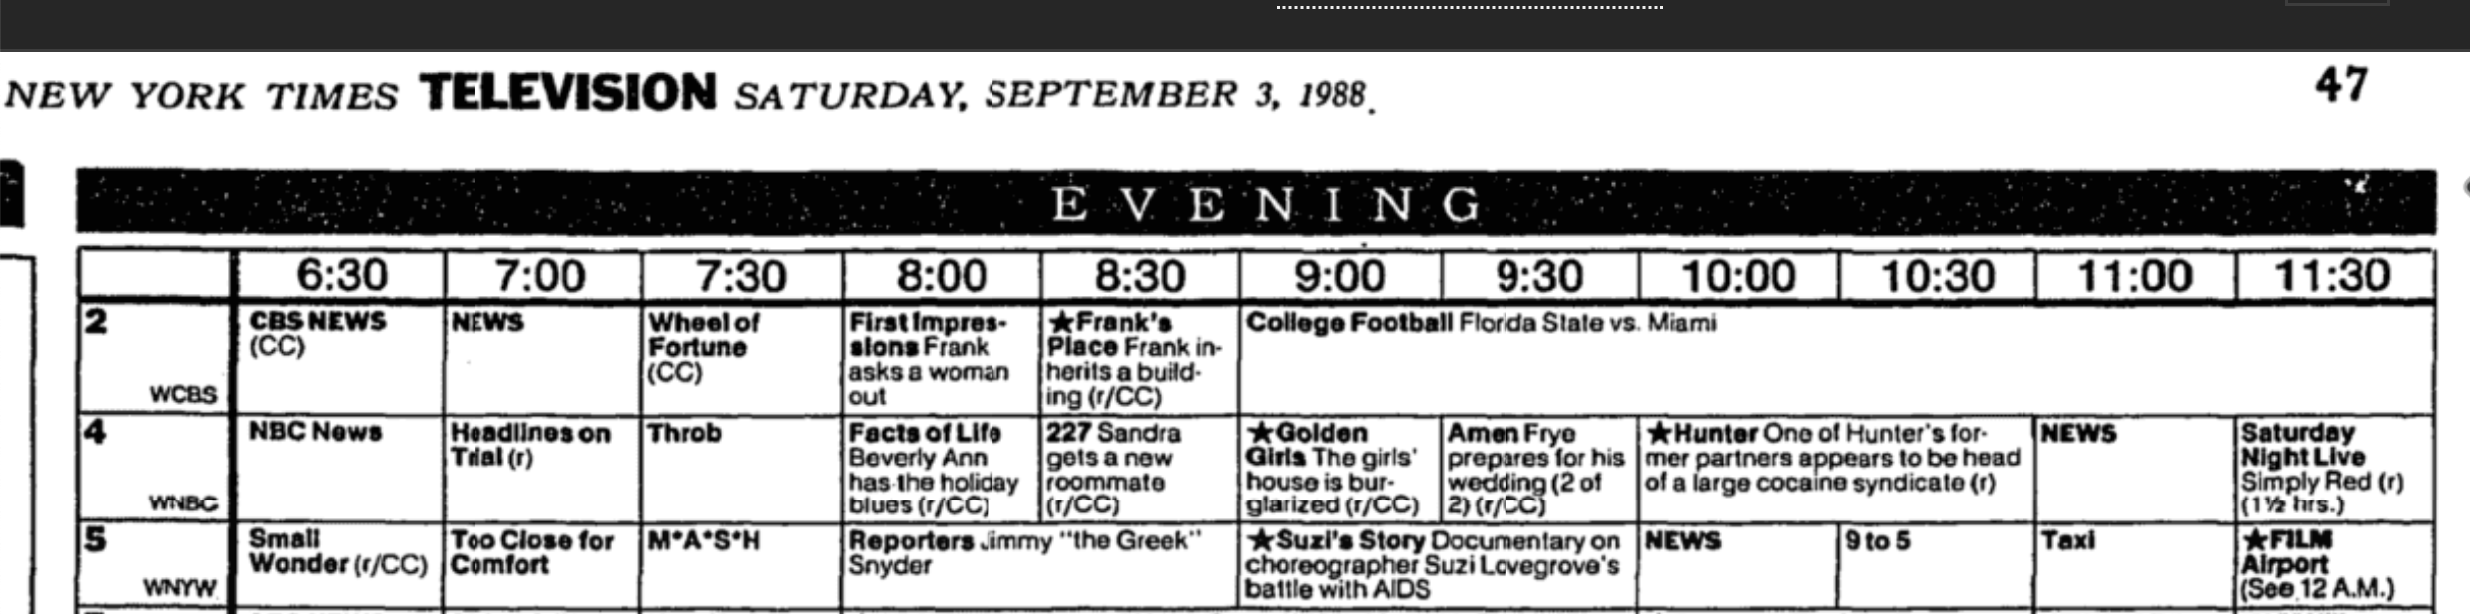 NEW YORK TIMES TELEVISION SATURDAY, SEPTEMBER 3, 1988.
47
EVENING
6:30 7:00 7:30 8:00 8:30 9:00 9:30 10:00 10:30 11:00 11:30
2
WCBS
CBS NEWS
(CC)
NEWS
Wheel of
Fortune
(CC)
First Impres-
sions Frank
asks a woman
out
★Frank's
Place Frank in-
herits a build-
ing (r/CC)
College Football Florida State vs. Miami
4
WNBC
NBC News
Headlines on
Trial (r)
Throb
Facts of Life
Beverly Ann
has the holiday
blues (r/CC)
227 Sandra
gets a new
roommate
(r/CC)
★Golden
Girls The girls'
house is bur-
glarized (r/CC)
Amen Frye
prepares for his
wedding (2 of
2) (r/CC)
★Hunter One of Hunter's for-
mer partners appears to be head
of a large cocaine syndicate (r)
NEWS
Saturday
Night Live
Simply Red (r)
(1½ hrs.)
5
WNYW
Small
Wonder (r/CC)
Too Close for
Comfort
M*A*S*H
Reporters Jimmy "the Greek"
Snyder
★Suzi's Story Documentary on
choreographer Suzi Lovegrove's
battle with AIDS
NEWS
9 to 5
Taxi
★FILM
Airport
(See 12 A.M.)